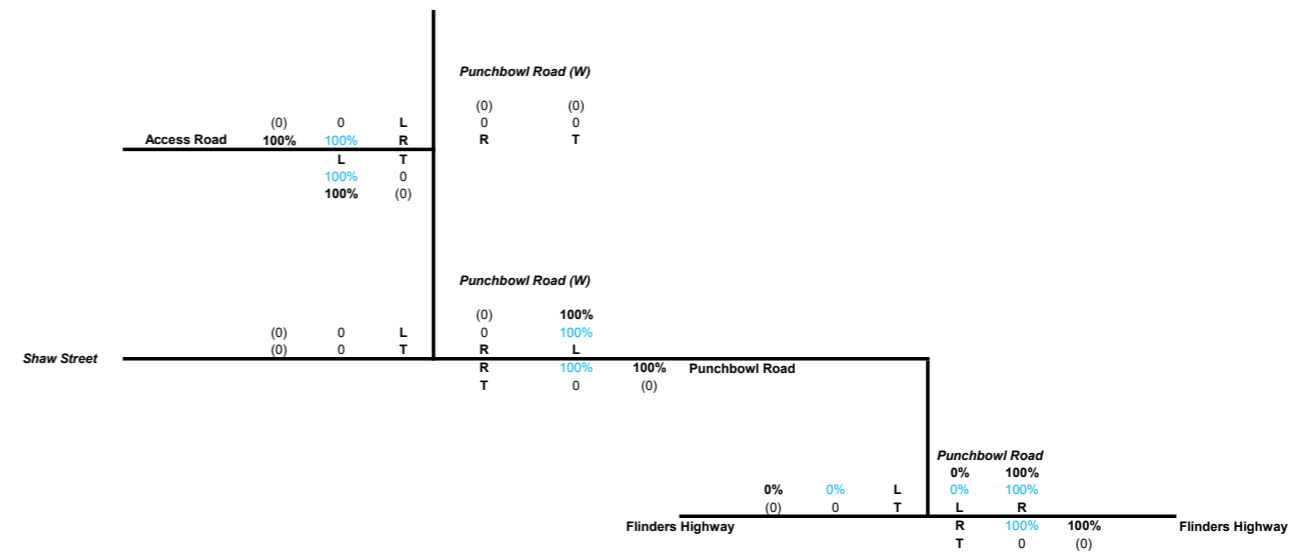 Punchbowl Road (W)
(0) (0)
(0) 0 L 0 0
Access Road 100% 100% R R T
L T
100% 0
100% (0)
Punchbowl Road (W)
(0) 100%
(0) 0 L 0 100%
(0) 0 T R L
Shaw Street
R 100% 100% Punchbowl Road
T 0 (0)
Punchbowl Road
0% 100%
0% 0% L 0% 100%
(0) 0 T L R
Flinders Highway R 100% 100% Flinders Highway
T 0 (0)